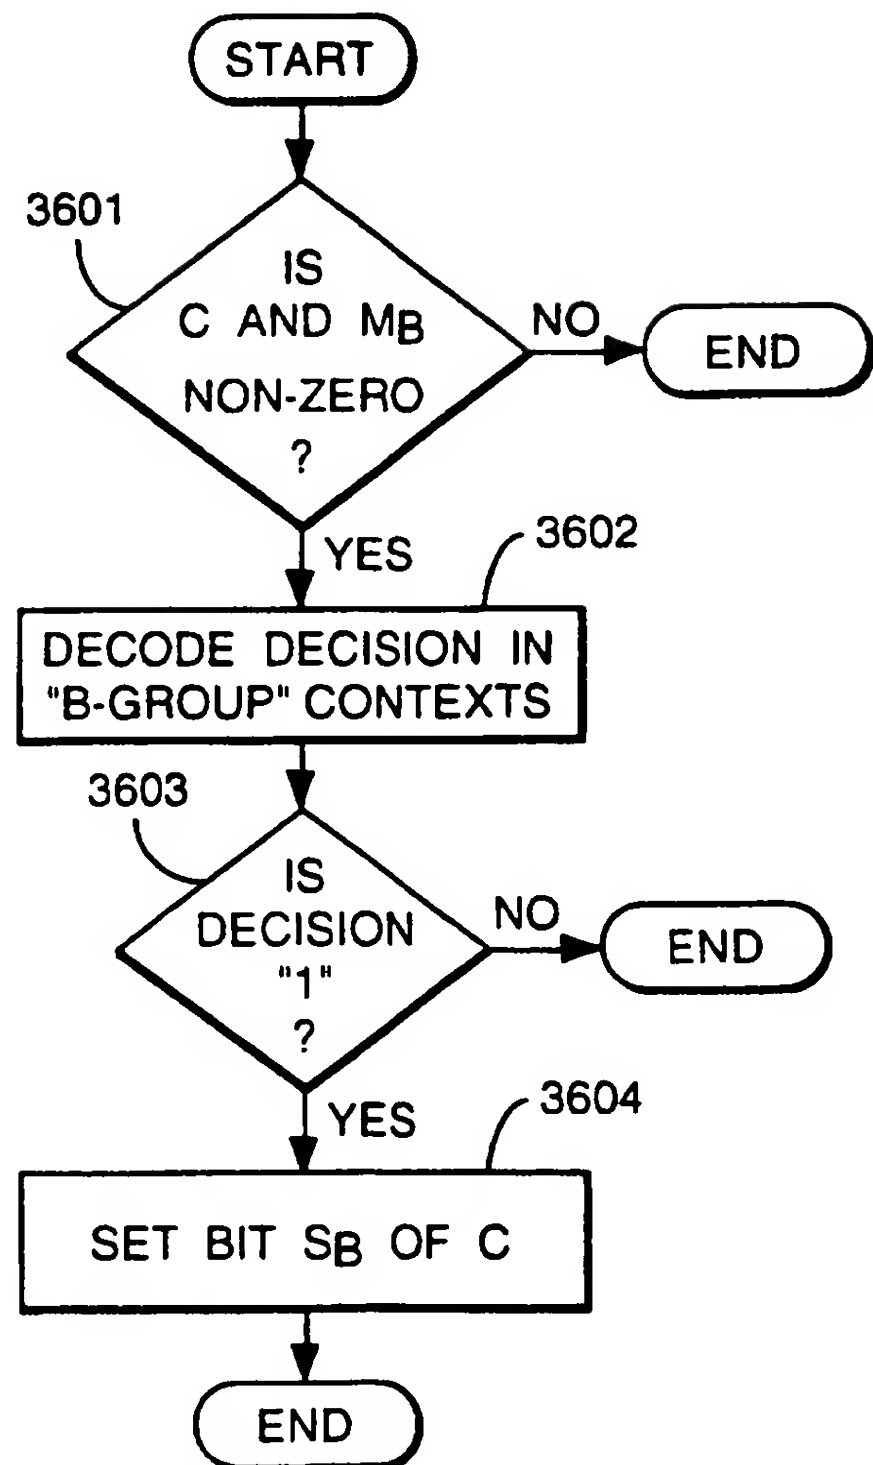 START
3601
IS
C AND MB
NON-ZERO
?
NO
END
YES
3602
DECODE DECISION IN
"B-GROUP" CONTEXTS
3603
IS
DECISION
"1"
?
NO
END
YES
3604
SET BIT SB OF C
END